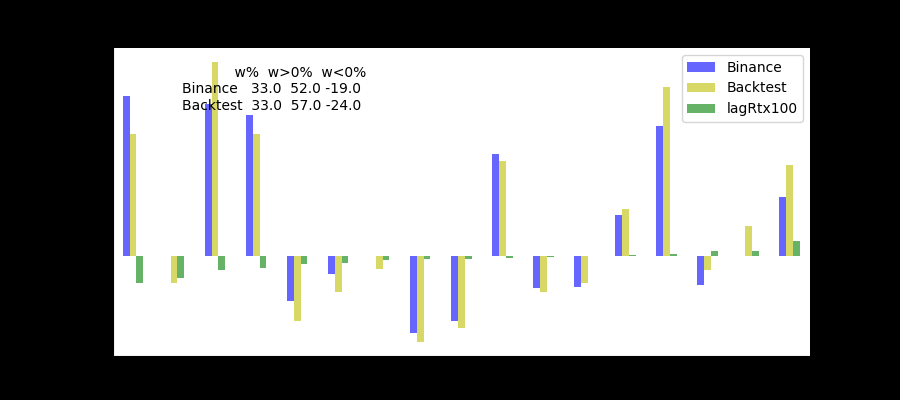 w% w>0% w<0%
Binance 33.0 52.0 -19.0
Backtest 33.0 57.0 -24.0
Binance
Backtest
lagRtx100